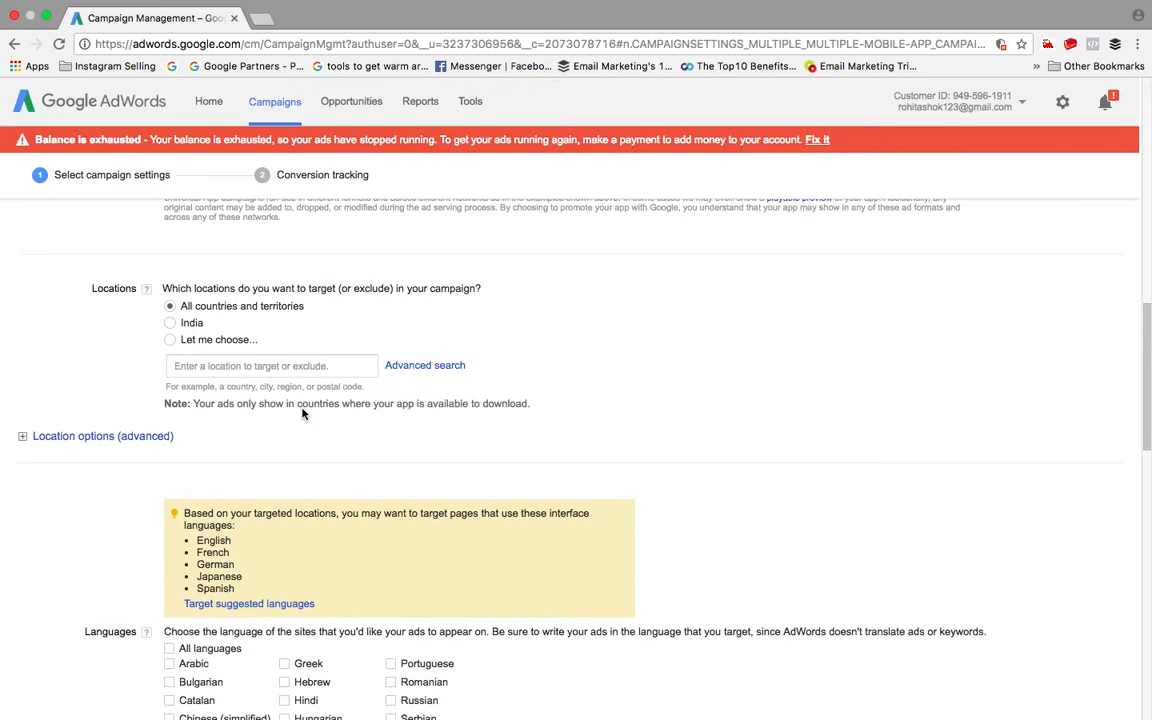 Campaign Management – Goo
https://adwords.google.com/cm/CampaignMgmt?authuser=0&__u=3237306956&__c=2073078716#n.CAMPAIGNSETTINGS_MULTIPLE_MULTIPLE-MOBILE-APP_CAMPAI...
Apps Instagram Selling Google Partners - P... tools to get warm ar... Messenger | Facebo... Email Marketing's 1... The Top10 Benefits... Email Marketing Tri... » Other Bookmarks
Google AdWords Home Campaigns Opportunities Reports Tools
Customer ID: 949-596-1911
rohitashok123@gmail.com
Balance is exhausted - Your balance is exhausted, so your ads have stopped running. To get your ads running again, make a payment to add money to your account. Fix it
1 Select campaign settings 2 Conversion tracking
original content may be added to, dropped, or modified during the ad serving process. By choosing to promote your app with Google, you understand that your app may show in any of these ad formats and
across any of these networks.
Locations ? Which locations do you want to target (or exclude) in your campaign?
All countries and territories
India
Let me choose...
Enter a location to target or exclude. Advanced search
For example, a country, city, region, or postal code.
Note: Your ads only show in countries where your app is available to download.
Location options (advanced)
Based on your targeted locations, you may want to target pages that use these interface
languages:
• English
• French
• German
• Japanese
• Spanish
Target suggested languages
Languages ? Choose the language of the sites that you'd like your ads to appear on. Be sure to write your ads in the language that you target, since AdWords doesn't translate ads or keywords.
All languages
Arabic Greek Portuguese
Bulgarian Hebrew Romanian
Catalan Hindi Russian
Chinese (simplified) Hungarian Serbian